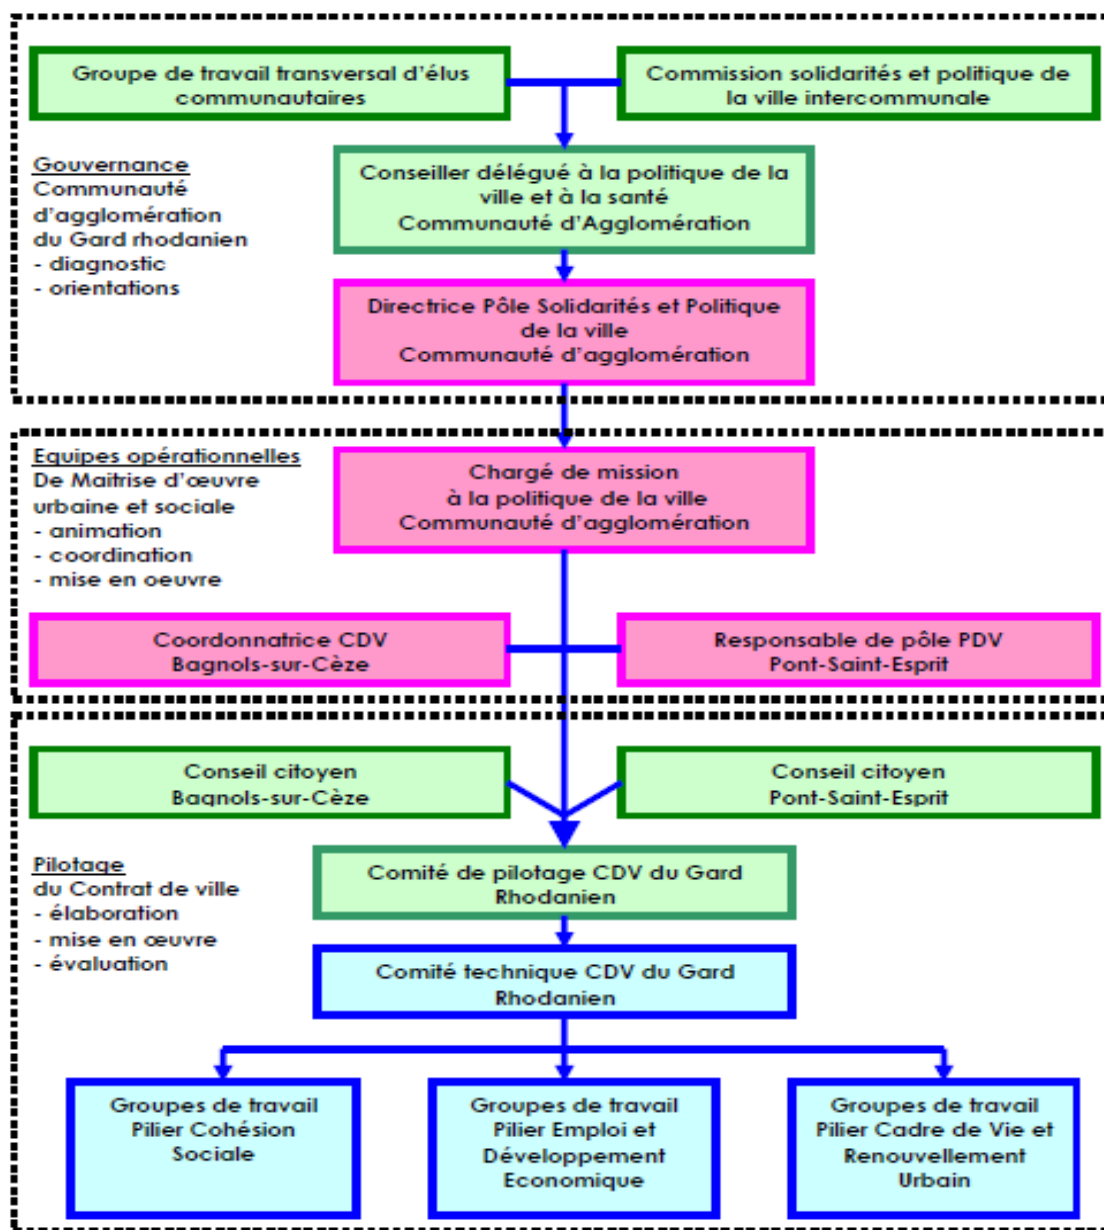 Groupe de travail transversal d'élus
communautaires
Commission solidarités et politique de
la ville intercommunale
Gouvernance
Communauté
d'agglomération
du Gard rhodanien
- diagnostic
- orientations
Conseiller délégué à la politique de la
ville et à la santé
Communauté d'Agglomération
Directrice Pôle Solidarités et Politique
de la ville
Communauté d'agglomération
Equipes opérationnelles
De Maitrise d'œuvre
urbaine et sociale
- animation
- coordination
- mise en oeuvre
Chargé de mission
à la politique de la ville
Communauté d'agglomération
Coordonnatrice CDV
Bagnols-sur-Cèze
Responsable de pôle PDV
Pont-Saint-Esprit
Conseil citoyen
Bagnols-sur-Cèze
Conseil citoyen
Pont-Saint-Esprit
Pilotage
du Contrat de ville
- élaboration
- mise en œuvre
- évaluation
Comité de pilotage CDV du Gard
Rhodanien
Comité technique CDV du Gard
Rhodanien
Groupes de travail
Pilier Cohésion
Sociale
Groupes de travail
Pilier Emploi et
Développement
Economique
Groupes de travail
Pilier Cadre de Vie et
Renouvellement
Urbain